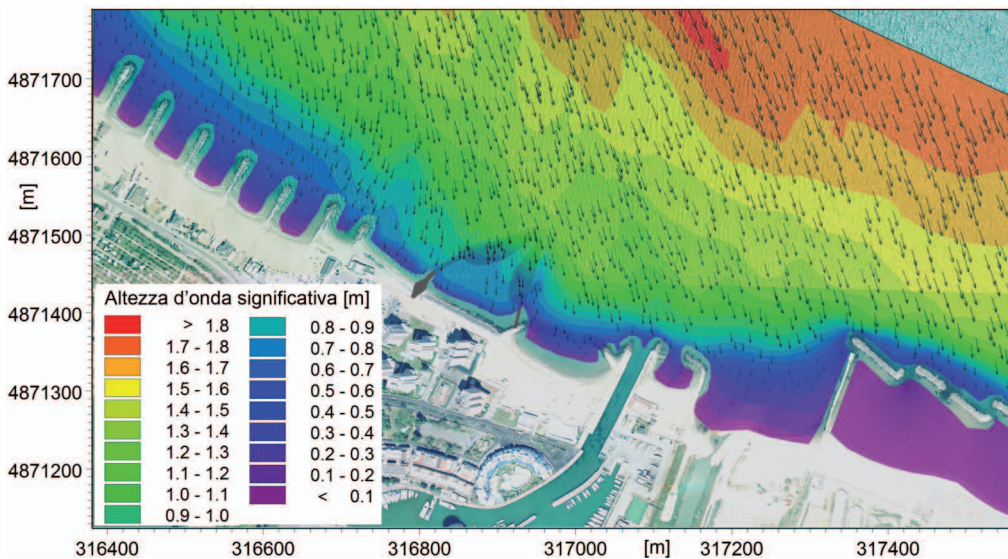 4871700
4871600
[m]
4871500
4871400
4871300
4871200
Altezza d'onda significativa [m]
> 1.8
1.7 - 1.8
1.6 - 1.7
1.5 - 1.6
1.4 - 1.5
1.3 - 1.4
1.2 - 1.3
1.1 - 1.2
1.0 - 1.1
0.9 - 1.0
0.8 - 0.9
0.7 - 0.8
0.6 - 0.7
0.5 - 0.6
0.4 - 0.5
0.3 - 0.4
0.2 - 0.3
0.1 - 0.2
< 0.1
316400 316600 316800 317000 [m] 317200 317400